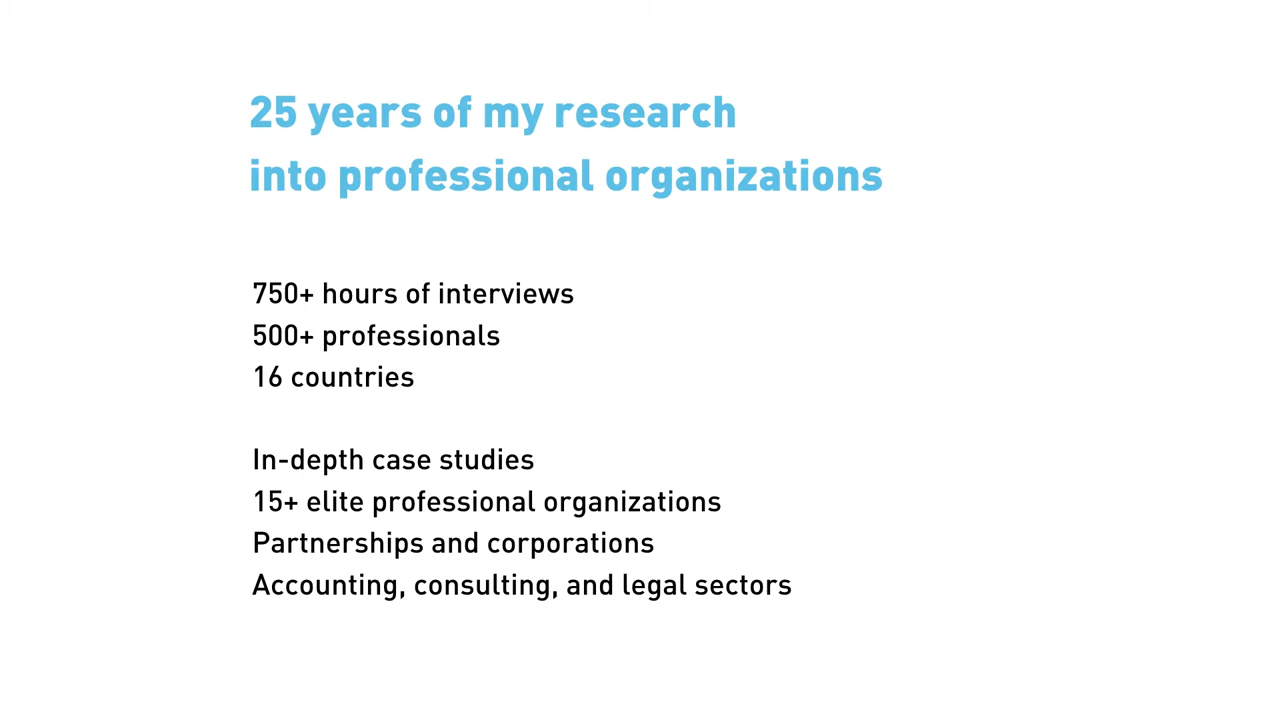 25 years of my research
into professional organizations
750+ hours of interviews
500+ professionals
16 countries
In-depth case studies
15+ elite professional organizations
Partnerships and corporations
Accounting, consulting, and legal sectors